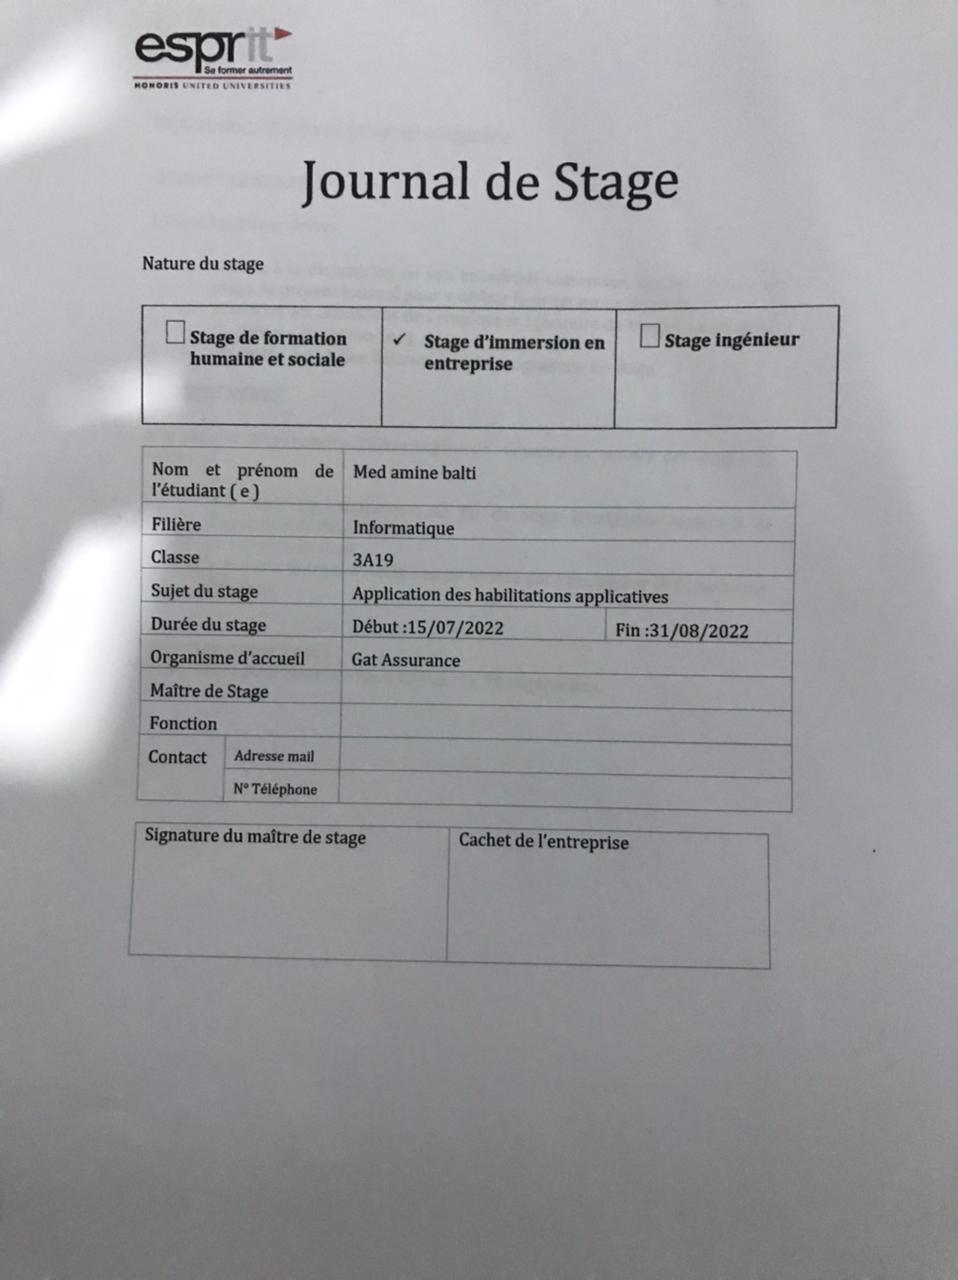 esprit
Se former autrement
HONORIS UNITED UNIVERSITIES
Journal de Stage
Nature du stage
Stage de formation
humaine et sociale
✓ Stage d'immersion en
entreprise
Stage ingénieur
Nom et prénom de
l'étudiant ( e )
Med amine balti
Filière
Informatique
Classe
3A19
Sujet du stage
Application des habilitations applicatives
Durée du stage
Début :15/07/2022
Fin :31/08/2022
Organisme d'accueil
Gat Assurance
Maître de Stage
Fonction
Contact
Adresse mail
N° Téléphone
Signature du maître de stage
Cachet de l'entreprise